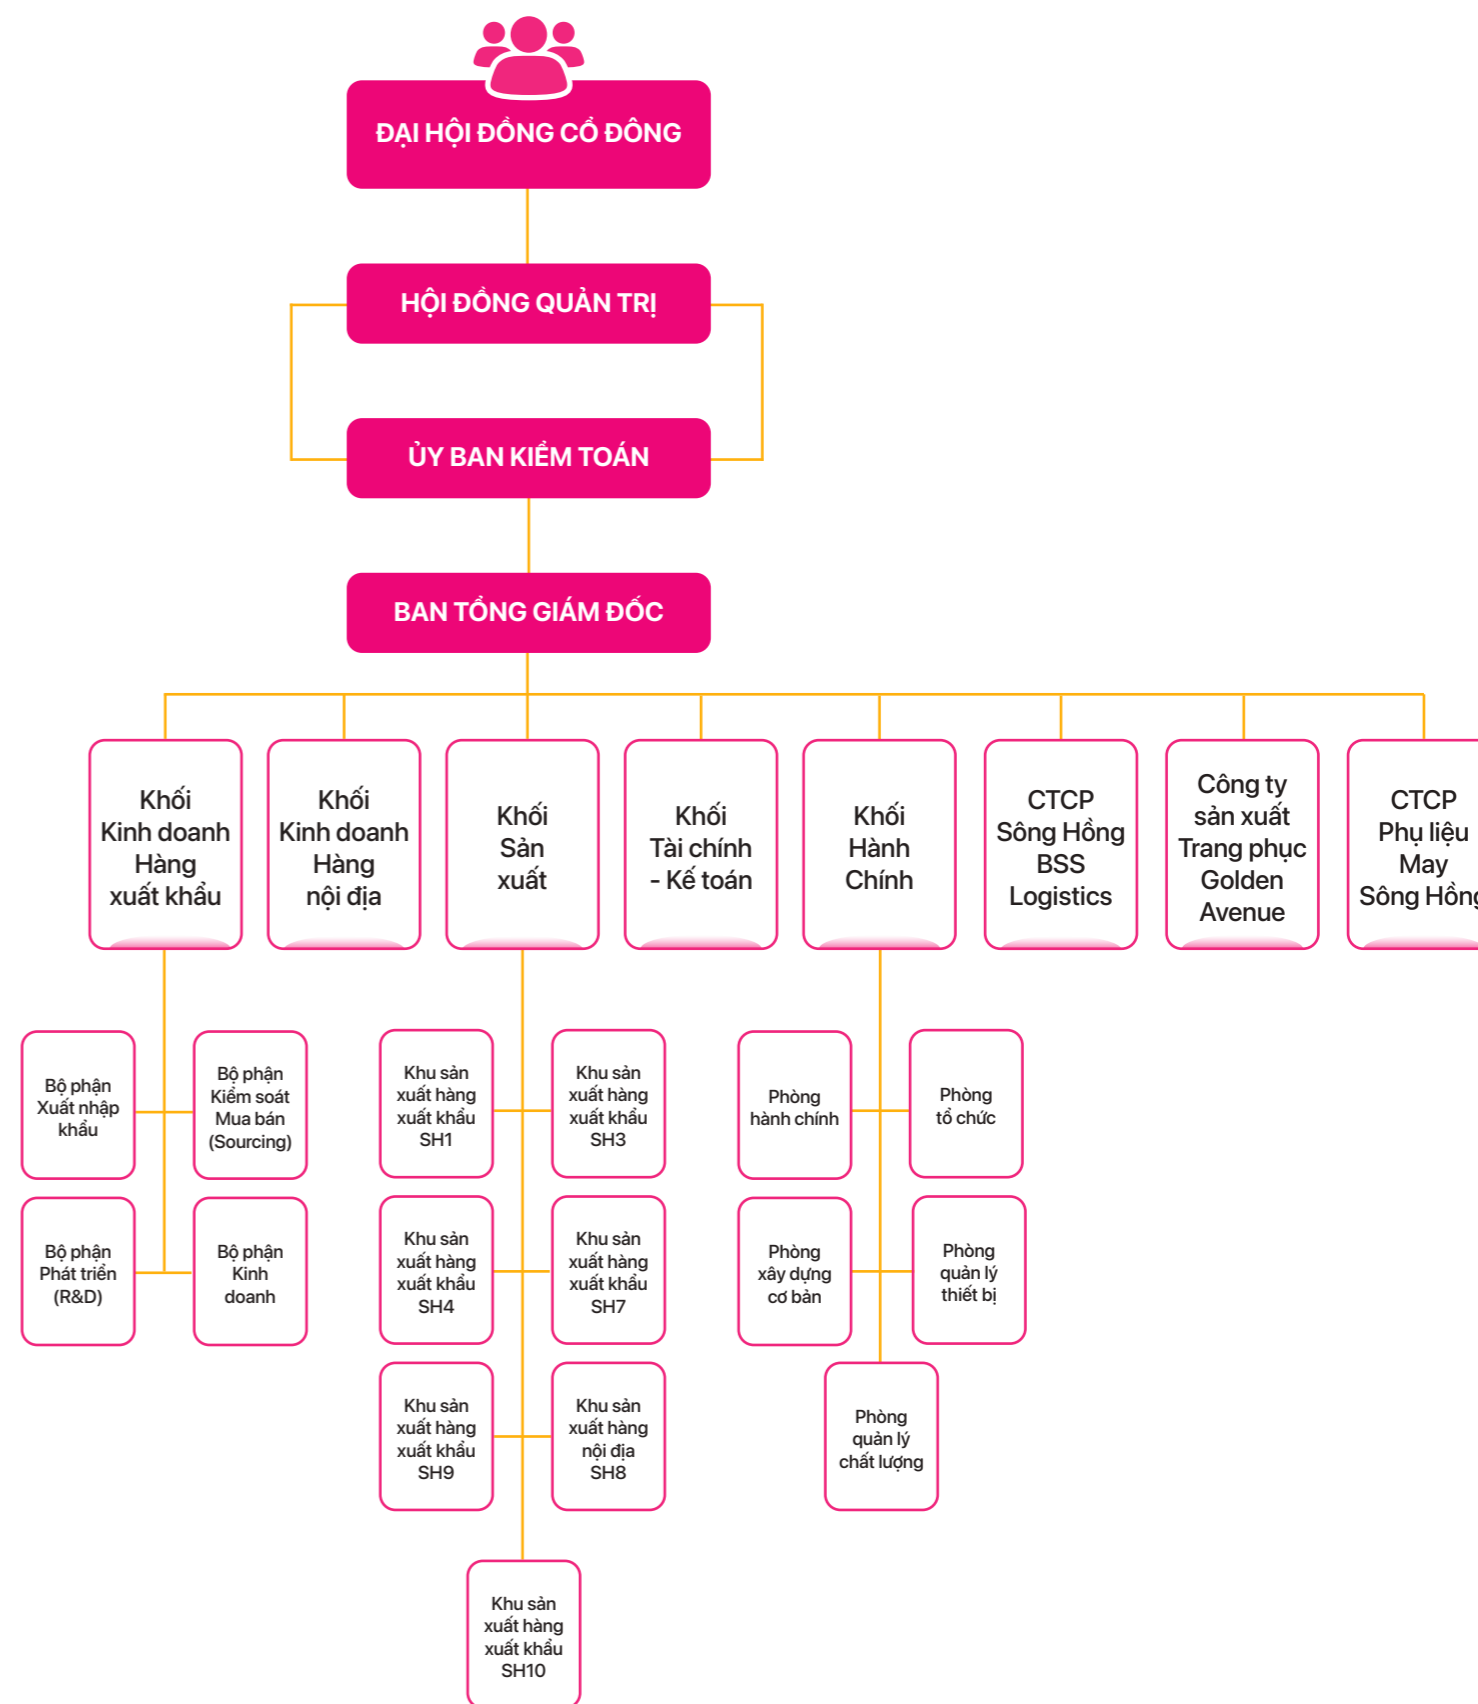 ĐẠI HỘI ĐỒNG CỔ ĐÔNG
HỘI ĐỒNG QUẢN TRỊ
ỦY BAN KIỂM TOÁN
BAN TỔNG GIÁM ĐỐC
Khối
Kinh doanh
Hàng
xuất khẩu
Khối
Kinh doanh
Hàng
nội địa
Khối
Sản
xuất
Khối
Tài chính
- Kế toán
Khối
Hành
Chính
CTCP
Sông Hồng
BSS
Logistics
Công ty
sản xuất
Trang phục
Golden
Avenue
CTCP
Phụ liệu
May
Sông Hồng
Bộ phận
Xuất nhập
khẩu
Bộ phận
Kiểm soát
Mua bán
(Sourcing)
Bộ phận
Phát triển
(R&D)
Bộ phận
Kinh
doanh
Khu sản
xuất hàng
xuất khẩu
SH1
Khu sản
xuất hàng
xuất khẩu
SH3
Khu sản
xuất hàng
xuất khẩu
SH4
Khu sản
xuất hàng
xuất khẩu
SH7
Khu sản
xuất hàng
xuất khẩu
SH9
Khu sản
xuất hàng
nội địa
SH8
Khu sản
xuất hàng
xuất khẩu
SH10
Phòng
hành chính
Phòng
tổ chức
Phòng
xây dựng
cơ bản
Phòng
quản lý
thiết bị
Phòng
quản lý
chất lượng